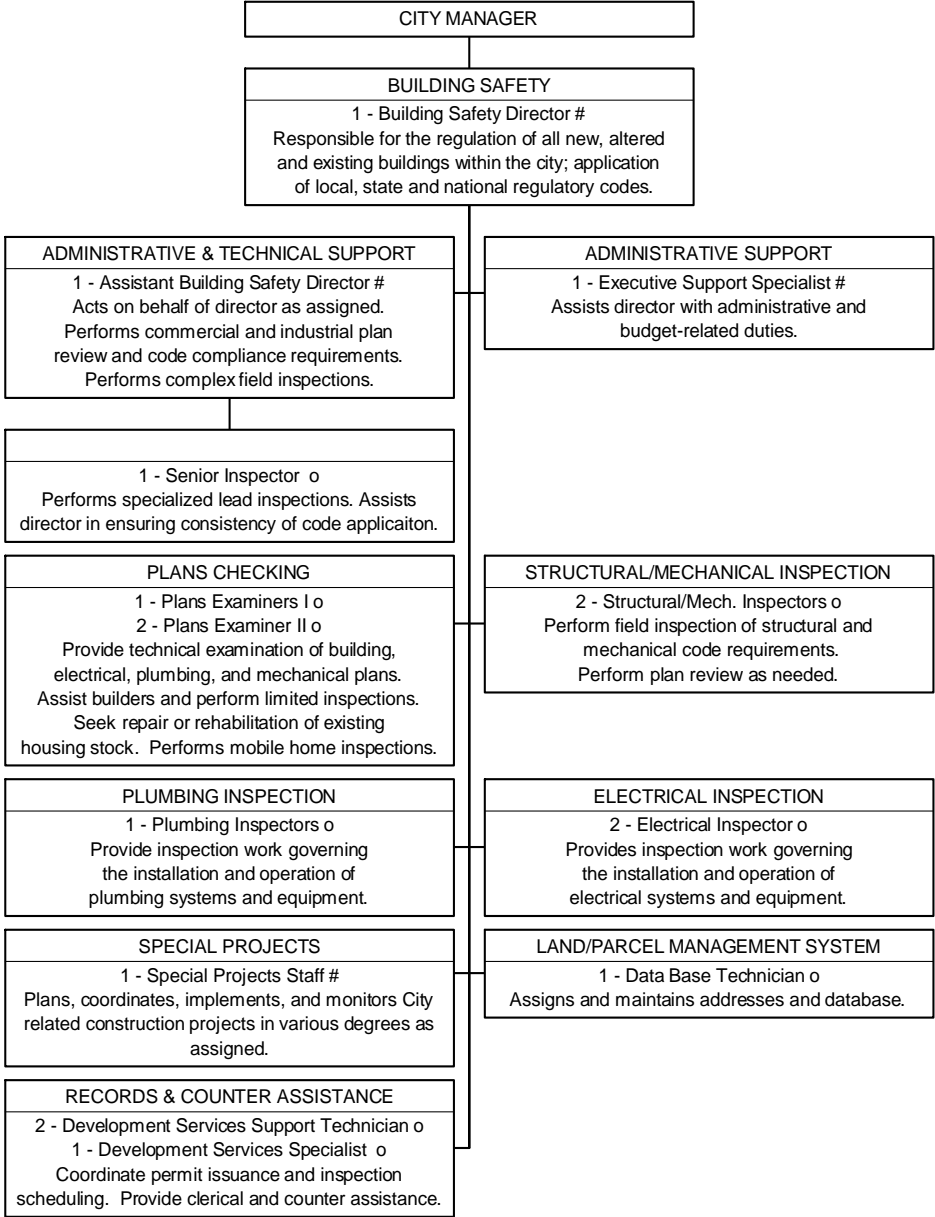 CITY MANAGER
BUILDING SAFETY
1 - Building Safety Director #
Responsible for the regulation of all new, altered
and existing buildings within the city; application
of local, state and national regulatory codes.
ADMINISTRATIVE & TECHNICAL SUPPORT
1 - Assistant Building Safety Director #
Acts on behalf of director as assigned.
Performs commercial and industrial plan
review and code compliance requirements.
Performs complex field inspections.
ADMINISTRATIVE SUPPORT
1 - Executive Support Specialist #
Assists director with administrative and
budget-related duties.
1 - Senior Inspector o
Performs specialized lead inspections. Assists
director in ensuring consistency of code applicaiton.
PLANS CHECKING
1 - Plans Examiners I o
2 - Plans Examiner II o
Provide technical examination of building,
electrical, plumbing, and mechanical plans.
Assist builders and perform limited inspections.
Seek repair or rehabilitation of existing
housing stock. Performs mobile home inspections.
STRUCTURAL/MECHANICAL INSPECTION
2 - Structural/Mech. Inspectors o
Perform field inspection of structural and
mechanical code requirements.
Perform plan review as needed.
PLUMBING INSPECTION
1 - Plumbing Inspectors o
Provide inspection work governing
the installation and operation of
plumbing systems and equipment.
ELECTRICAL INSPECTION
2 - Electrical Inspector o
Provides inspection work governing
the installation and operation of
electrical systems and equipment.
SPECIAL PROJECTS
1 - Special Projects Staff #
Plans, coordinates, implements, and monitors City
related construction projects in various degrees as
assigned.
LAND/PARCEL MANAGEMENT SYSTEM
1 - Data Base Technician o
Assigns and maintains addresses and database.
RECORDS & COUNTER ASSISTANCE
2 - Development Services Support Technician o
1 - Development Services Specialist o
Coordinate permit issuance and inspection
scheduling. Provide clerical and counter assistance.